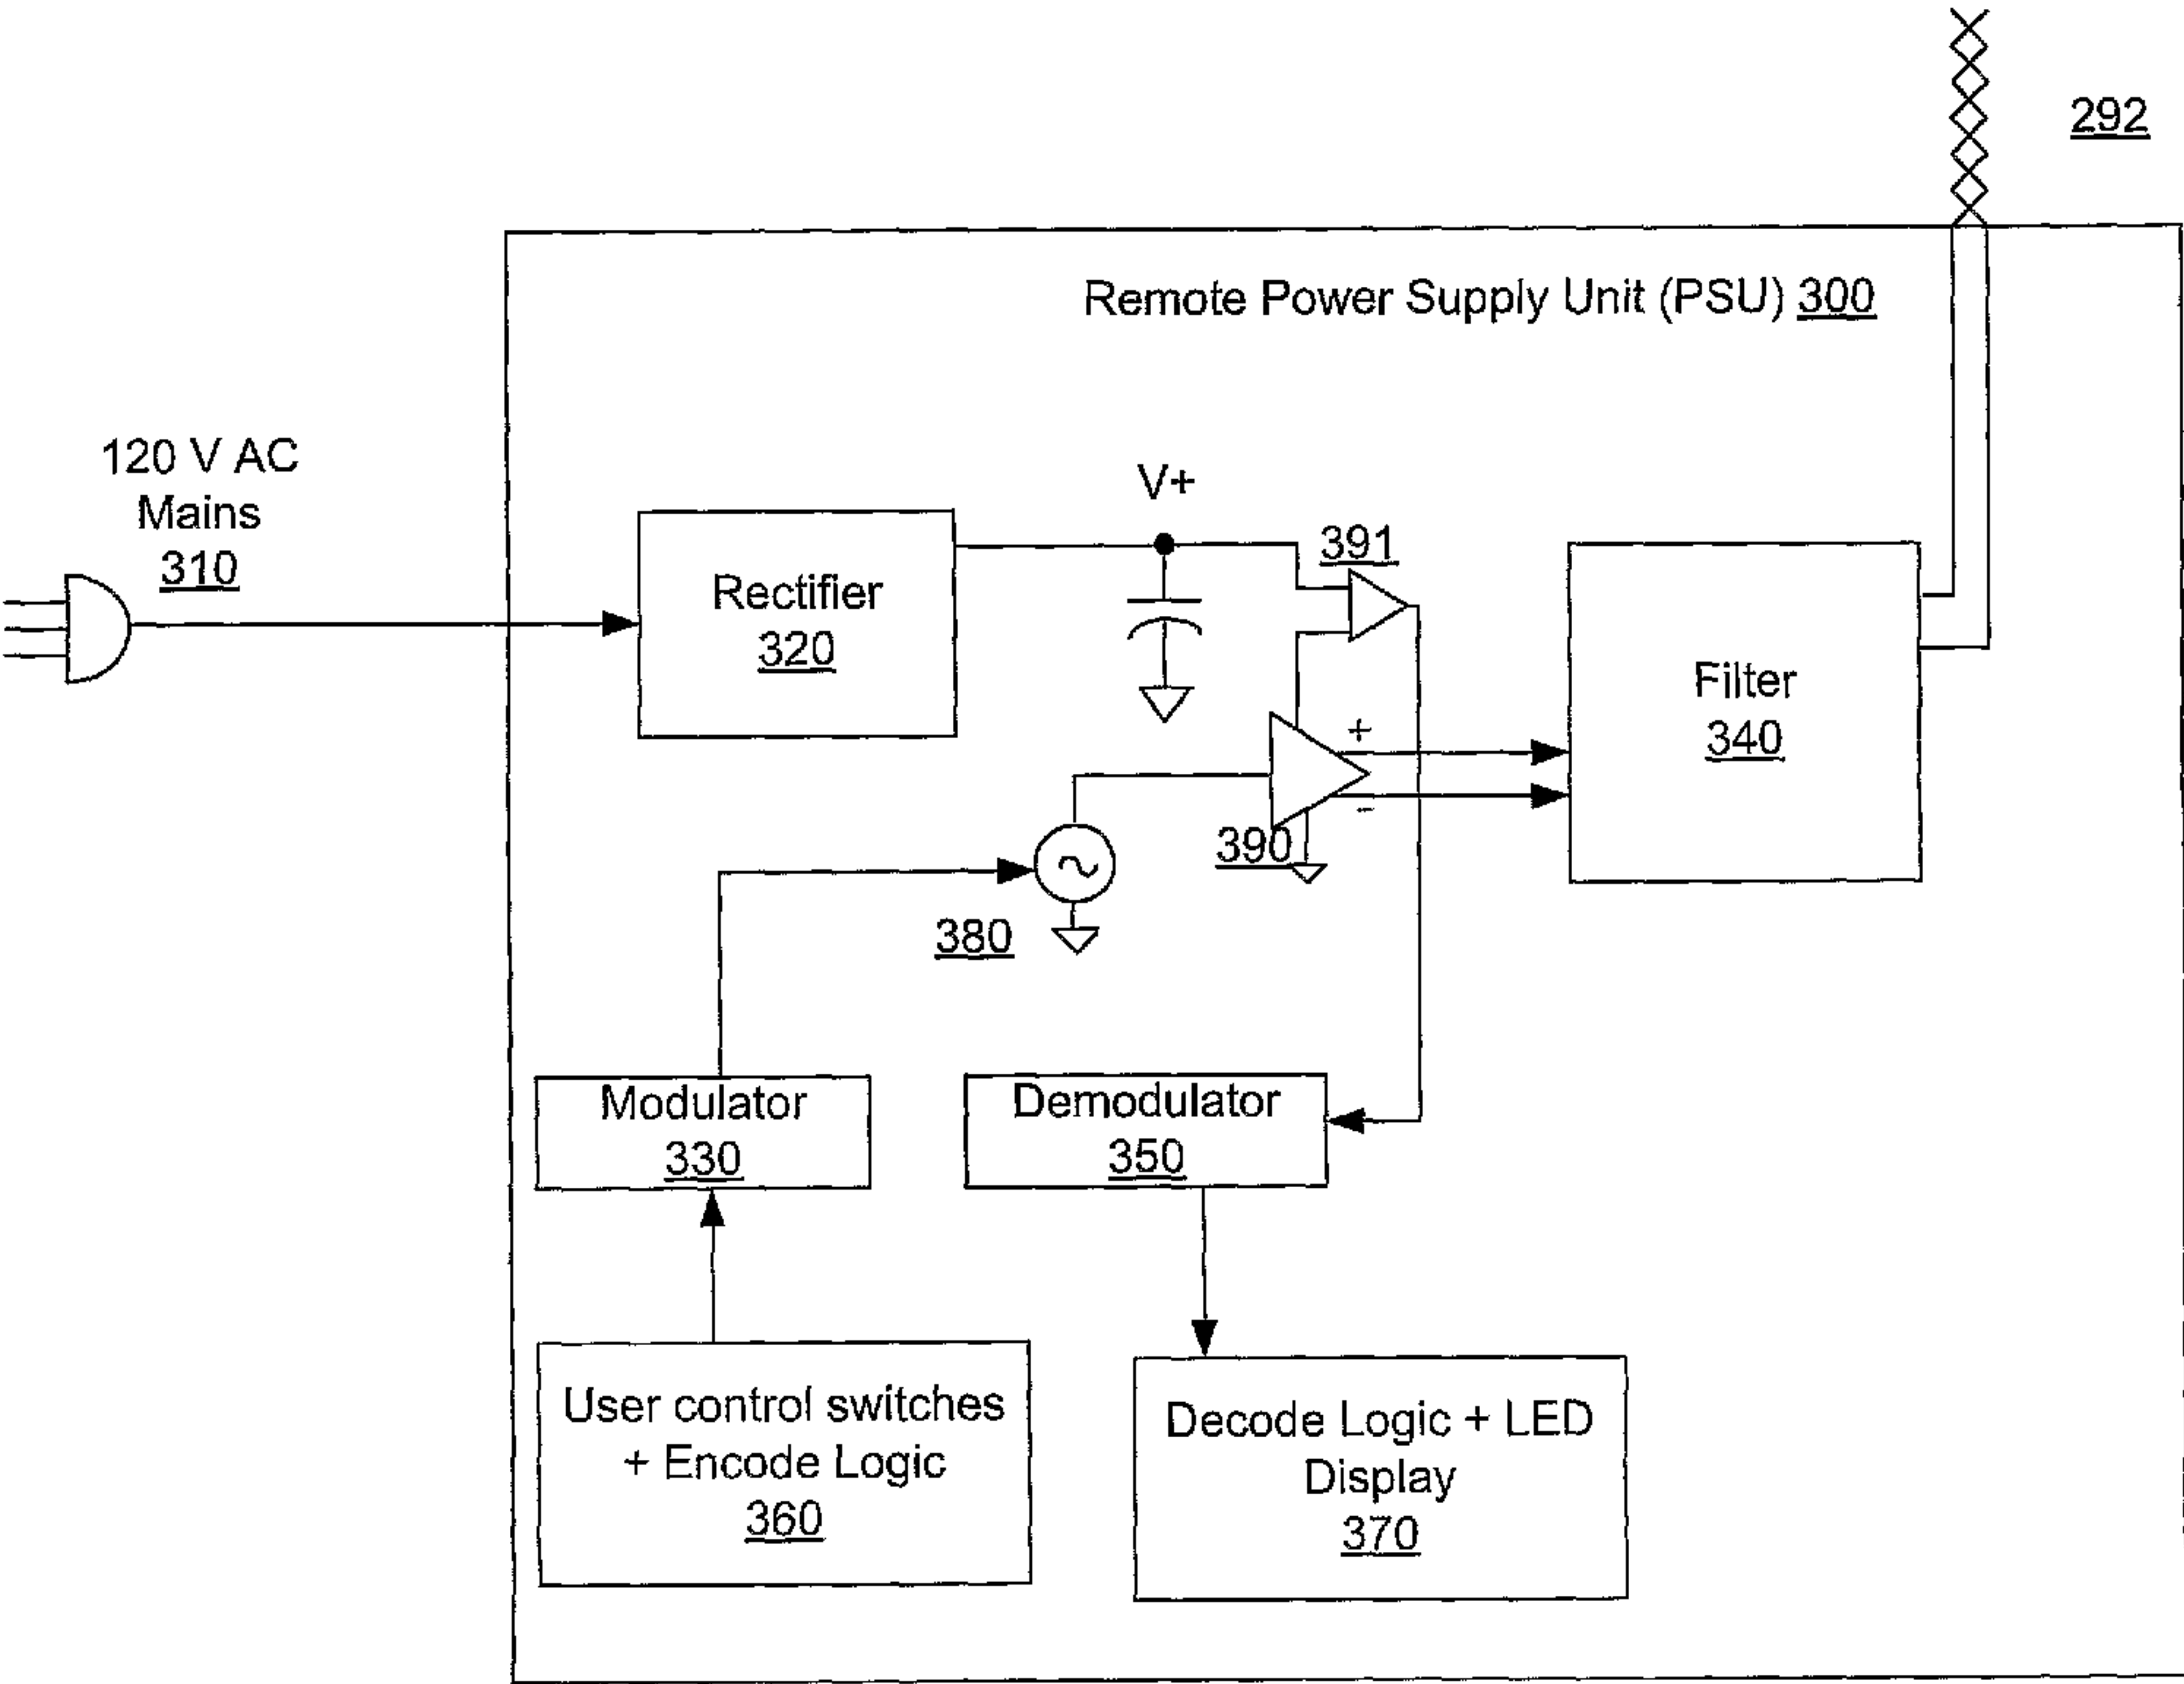 292
Remote Power Supply Unit (PSU) 300
120 V AC
Mains
310
V+
391
Rectifier
320
Filter
340
+
-
390
380
Modulator
330
Demodulator
350
User control switches
+ Encode Logic
360
Decode Logic + LED
Display
370